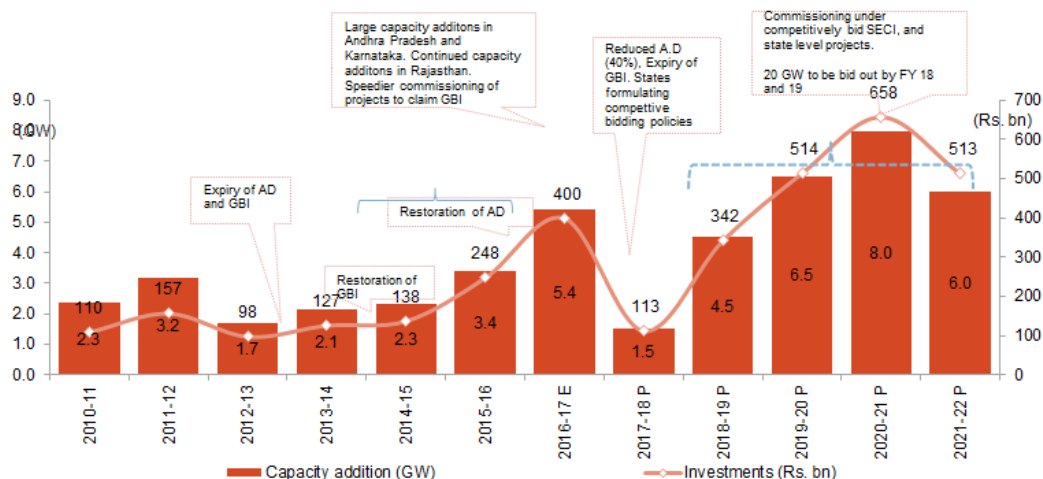 Large capacity additons in
Andhra Pradesh and
Karnataka. Continued capacity
additons in Rajasthan.
Speedier commissioning of
projects to claim GBI
Reduced A.D
(40%), Expiry of
GBI. States
formulating
compettive
bidding policies
Commissioning under
competitively bid SECI, and
state level projects.
20 GW to be bid out by FY 18
and 19
Expiry of AD
and GBI
Restoration of
GBI
Restoration of AD
(GW)
9.0
8.0
7.0
6.0
5.0
4.0
3.0
2.0
1.0
0.0
(Rs. bn)
700
600
500
400
300
200
100
0
110
157
98
127
138
248
400
113
342
514
658
513
2.3
3.2
1.7
2.1
2.3
3.4
5.4
1.5
4.5
6.5
8.0
6.0
2010-11
2011-12
2012-13
2013-14
2014-15
2015-16
2016-17 E
2017-18 P
2018-19 P
2019-20 P
2020-21 P
2021-22 P
Capacity addition (GW)
Investments (Rs. bn)